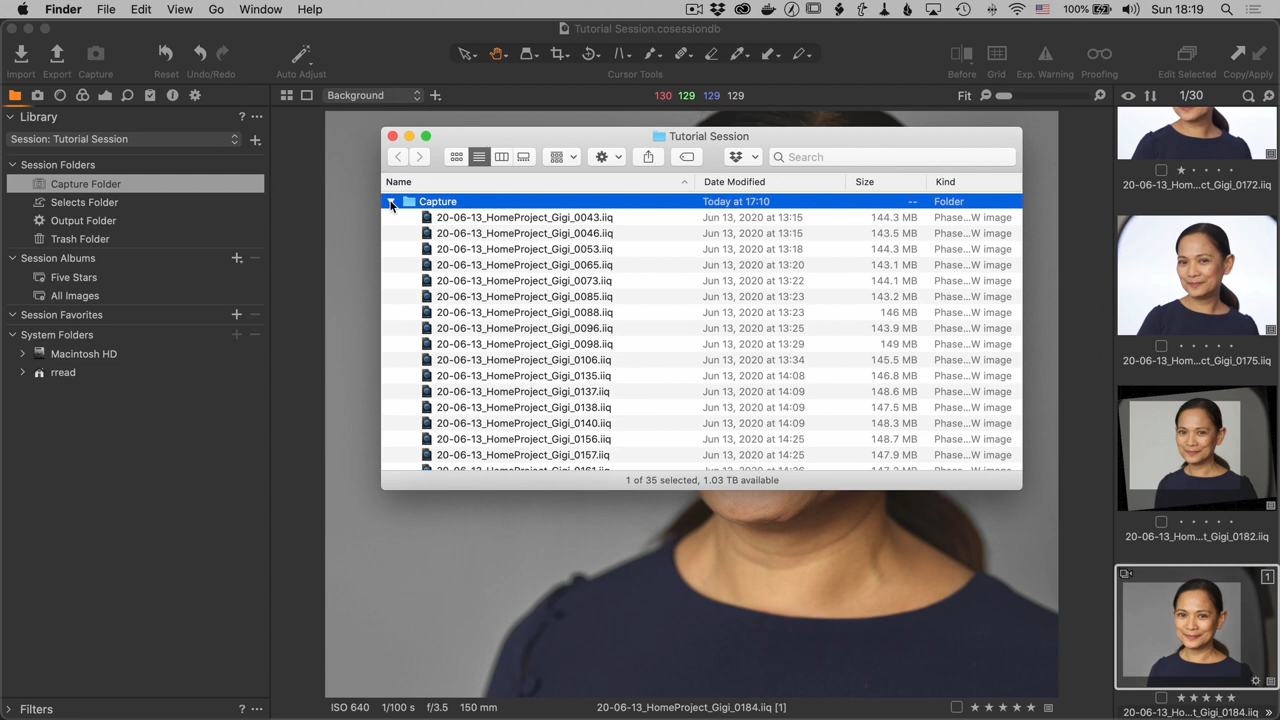 Finder File Edit View Go Window Help 100% Sun 18:19
Tutorial Session.cosessiondb
Import Export Capture Reset Undo/Redo Auto Adjust Cursor Tools Before Grid Exp. Warning Proofing Edit Selected Copy/Apply
Background 130 129 129 129 Fit 1/30
Library ? •••
Session: Tutorial Session
Session Folders
Capture Folder
Selects Folder
Output Folder
Trash Folder
Session Albums
Five Stars
All Images
Session Favorites
System Folders
Macintosh HD
rread
Filters ? •••
Tutorial Session
Search
Name Date Modified Size Kind
Capture Today at 17:10 -- Folder
20-06-13_HomeProject_Gigi_0043.iiq Jun 13, 2020 at 13:15 144.3 MB Phase...W image
20-06-13_HomeProject_Gigi_0046.iiq Jun 13, 2020 at 13:15 143.5 MB Phase...W image
20-06-13_HomeProject_Gigi_0053.iiq Jun 13, 2020 at 13:18 144.3 MB Phase...W image
20-06-13_HomeProject_Gigi_0065.iiq Jun 13, 2020 at 13:20 143.1 MB Phase...W image
20-06-13_HomeProject_Gigi_0073.iiq Jun 13, 2020 at 13:22 144.1 MB Phase...W image
20-06-13_HomeProject_Gigi_0085.iiq Jun 13, 2020 at 13:23 143.2 MB Phase...W image
20-06-13_HomeProject_Gigi_0088.iiq Jun 13, 2020 at 13:23 146 MB Phase...W image
20-06-13_HomeProject_Gigi_0096.iiq Jun 13, 2020 at 13:25 143.9 MB Phase...W image
20-06-13_HomeProject_Gigi_0098.iiq Jun 13, 2020 at 13:29 149 MB Phase...W image
20-06-13_HomeProject_Gigi_0106.iiq Jun 13, 2020 at 13:34 145.5 MB Phase...W image
20-06-13_HomeProject_Gigi_0135.iiq Jun 13, 2020 at 14:08 146.8 MB Phase...W image
20-06-13_HomeProject_Gigi_0137.iiq Jun 13, 2020 at 14:09 148.6 MB Phase...W image
20-06-13_HomeProject_Gigi_0138.iiq Jun 13, 2020 at 14:09 147.5 MB Phase...W image
20-06-13_HomeProject_Gigi_0140.iiq Jun 13, 2020 at 14:09 148.3 MB Phase...W image
20-06-13_HomeProject_Gigi_0156.iiq Jun 13, 2020 at 14:25 148.7 MB Phase...W image
20-06-13_HomeProject_Gigi_0157.iiq Jun 13, 2020 at 14:25 147.9 MB Phase...W image
1 of 35 selected, 1.03 TB available
ISO 640 1/100 s f/3.5 150 mm 20-06-13_HomeProject_Gigi_0184.iiq [1]
20-06-13_Hom...ct_Gigi_0172.iiq
20-06-13_Hom...ct_Gigi_0175.iiq
20-06-13_Hom...t_Gigi_0182.iiq
1
20-06-13_Ho...t_Gigi_0184.iiq